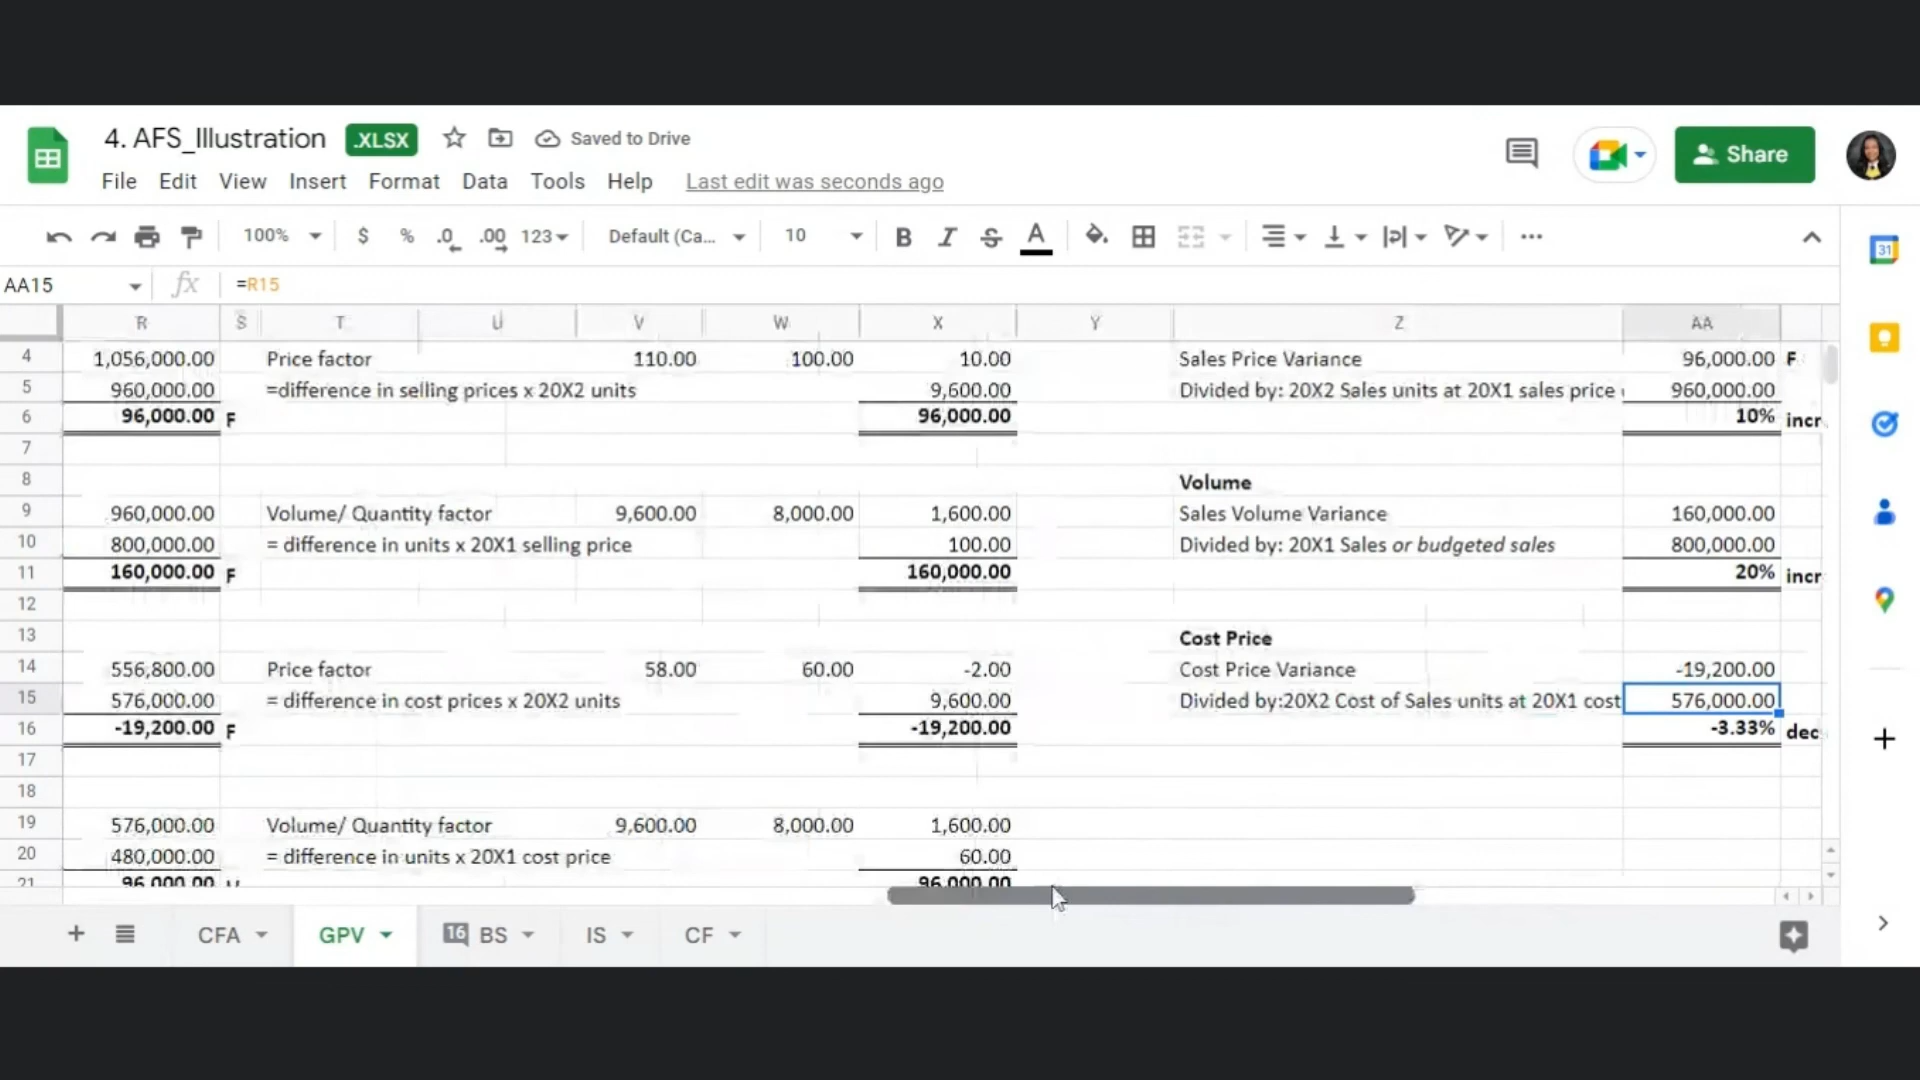 4. AFS_Illustration .XLSX Saved to Drive
Share
File Edit View Insert Format Data Tools Help Last edit was seconds ago
100% $ % .0 .00 123 Default (Ca... 10 B I S A
31
AA15 fx =R15
R S T U V W X Y Z AA
4 1,056,000.00 Price factor 110.00 100.00 10.00 Sales Price Variance 96,000.00 F
5 960,000.00 =difference in selling prices x 20X2 units 9,600.00 Divided by: 20X2 Sales units at 20X1 sales price 960,000.00
6 96,000.00 F 96,000.00 10% incr
7
8 Volume
9 960,000.00 Volume/ Quantity factor 9,600.00 8,000.00 1,600.00 Sales Volume Variance 160,000.00
10 800,000.00 = difference in units x 20X1 selling price 100.00 Divided by: 20X1 Sales or budgeted sales 800,000.00
11 160,000.00 F 160,000.00 20% incr
12
13 Cost Price
14 556,800.00 Price factor 58.00 60.00 -2.00 Cost Price Variance -19,200.00
15 576,000.00 = difference in cost prices x 20X2 units 9,600.00 Divided by:20X2 Cost of Sales units at 20X1 cost 576,000.00
16 -19,200.00 F -19,200.00 -3.33% dec
17
18
19 576,000.00 Volume/ Quantity factor 9,600.00 8,000.00 1,600.00
20 480,000.00 = difference in units x 20X1 cost price 60.00
21 96,000.00 96,000.00
CFA GPV 16 BS IS CF